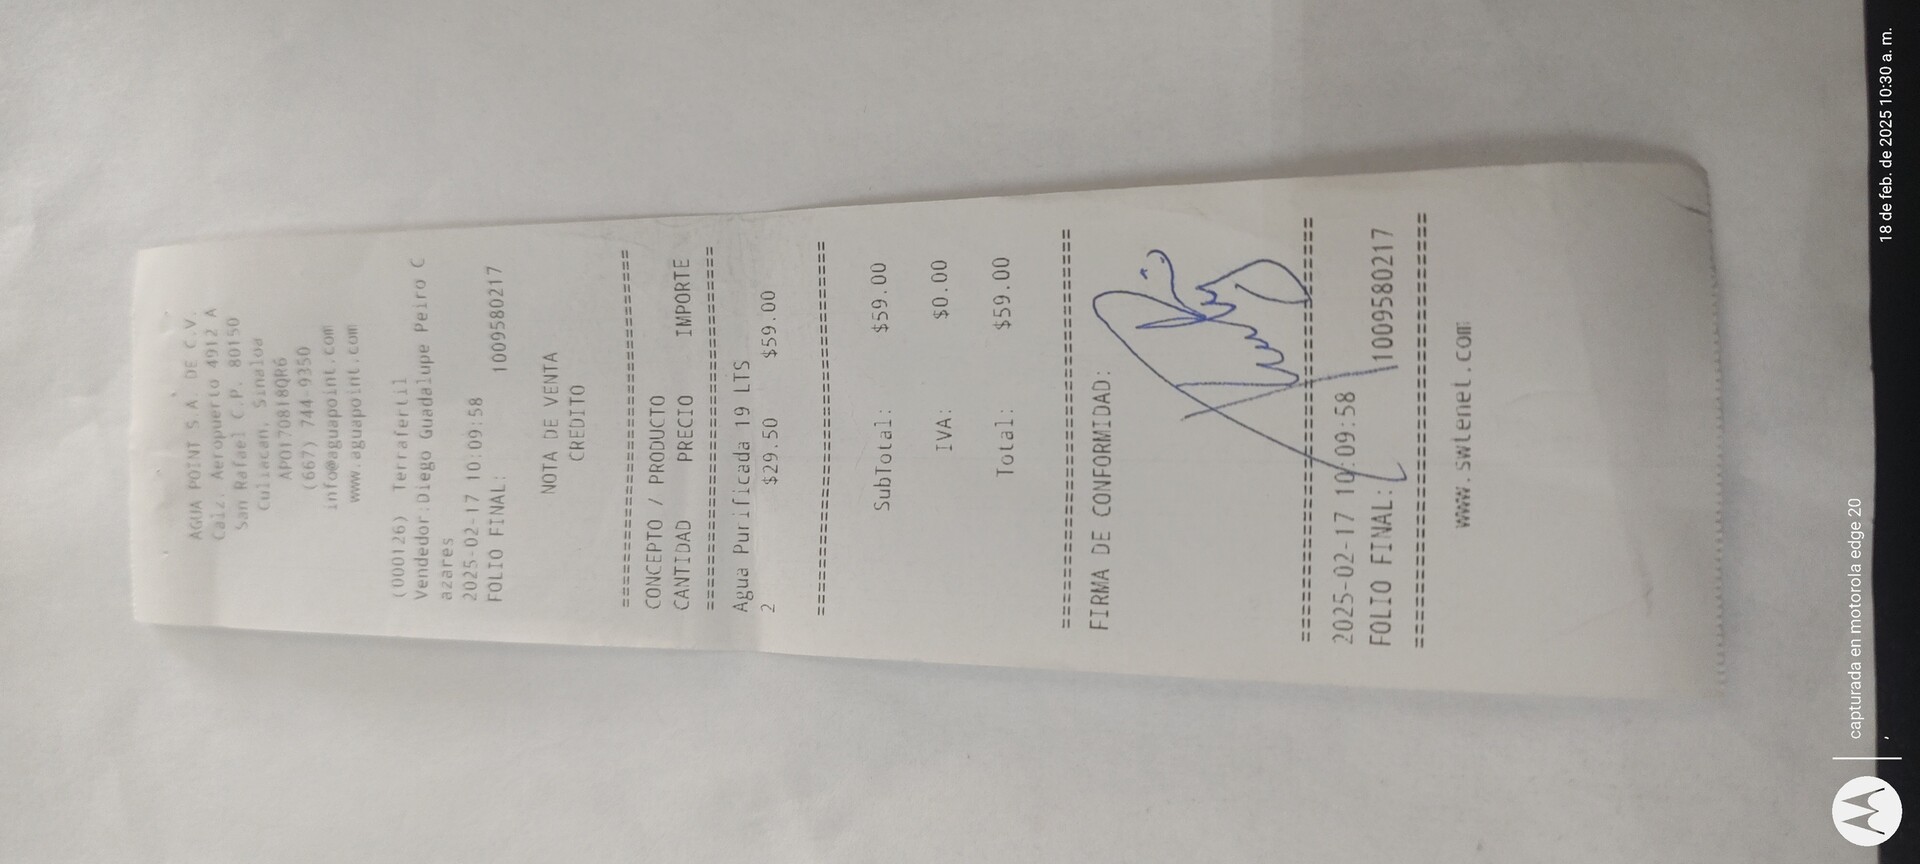 AGUA POINT S.A. DE C.V.
Calz. Aeropuerto 4912 A
San Rafael C.P. 80150
Culiacan, Sinaloa
APO170818QR6
(667) 744-9350
info@aguapoint.com
www.aguapoint.com
(000126) Terrafertil
Vendedor:Diego Guadalupe Peiro C
azares
2025-02-17 10:09:58
FOLIO FINAL: 1009580217
NOTA DE VENTA
CREDITO
================================
CONCEPTO / PRODUCTO
CANTIDAD PRECIO IMPORTE
================================
Agua Purificada 19 LTS
2 $29.50 $59.00
================================
SubTotal: $59.00
IVA: $0.00
Total: $59.00
================================
FIRMA DE CONFORMIDAD:
================================
2025-02-17 10:09:58
FOLIO FINAL: 1009580217
================================
www.swtenel.com
capturada en motorola edge 20
18 de feb. de 2025 10:30 a. m.